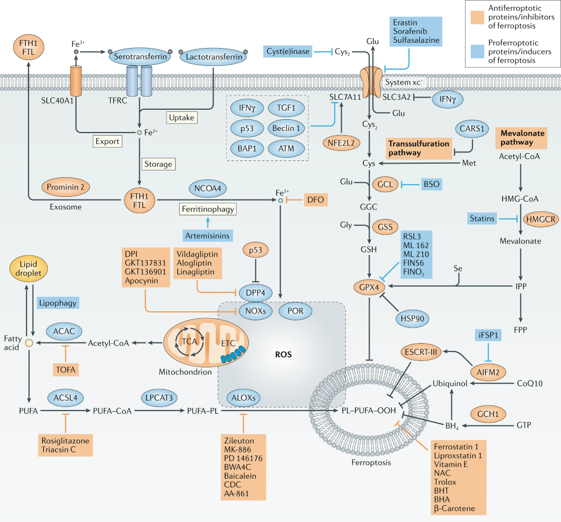 Antiferroptotic
proteins/inhibitors
of ferroptosis
Proferroptotic
proteins/inducers
of ferroptosis
FTH1
FTL
Fe³⁺
Serotransferrin
Lactotransferrin
SLC40A1
TFRC
Uptake
Fe²⁺
Export
Storage
Cyst(e)inase
Cys₂
Glu
Erastin
Sorafenib
Sulfasalazine
System xc⁻
SLC7A11
SLC3A2
IFNγ
Glu
IFNγ
TGF1
p53
Beclin 1
BAP1
ATM
NFE2L2
Cys₂
Transsulfuration
pathway
CARS1
Cys
Met
Mevalonate
pathway
Acetyl-CoA
HMG-CoA
Statins
HMGCR
Mevalonate
IPP
FPP
Prominin 2
Exosome
FTH1
FTL
NCOA4
Ferritinophagy
Artemisinins
Fe²⁺
DFO
Glu
GCL
BSO
GGC
Gly
GSS
GSH
RSL3
ML 162
ML 210
FIN56
FINO₂
Se
GPX4
HSP90
DPI
GKT137831
GKT136901
Apocynin
Vildagliptin
Alogliptin
Linagliptin
p53
DPP4
NOXs
POR
ROS
Lipid
droplet
Lipophagy
Fatty
acid
ACAC
Acetyl-CoA
TOFA
TCA
ETC
Mitochondrion
ESCRT-III
iFSP1
AIFM2
Ubiquinol
CoQ10
GCH1
BH₄
GTP
PUFA
ACSL4
PUFA–CoA
LPCAT3
PUFA–PL
ALOXs
PL–PUFA–OOH
Ferroptosis
Rosiglitazone
Triacsin C
Zileuton
MK-886
PD 146176
BWA4C
Baicalein
CDC
AA-861
Ferrostatin 1
Liproxstatin 1
Vitamin E
NAC
Trolox
BHT
BHA
β-Carotene